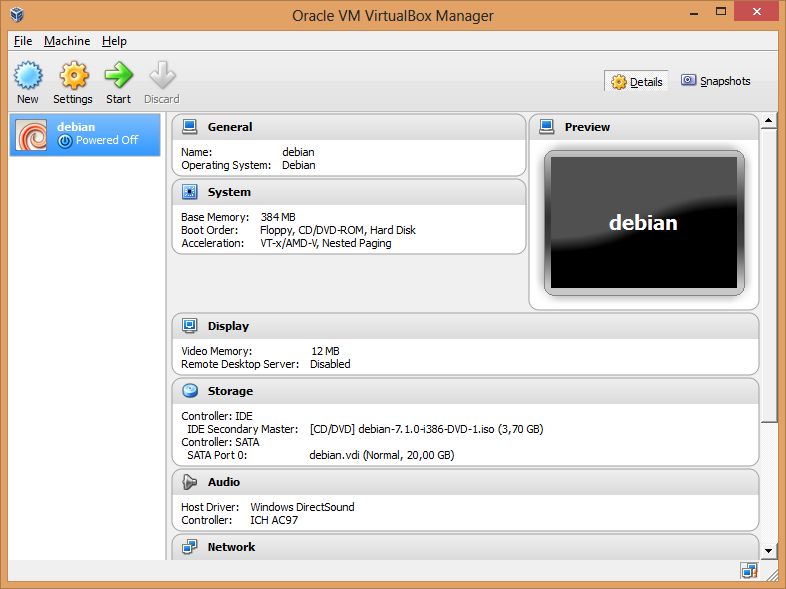 Oracle VM VirtualBox Manager
File Machine Help
New Settings Start Discard
Details Snapshots
debian
Powered Off
General
Name: debian
Operating System: Debian
System
Base Memory: 384 MB
Boot Order: Floppy, CD/DVD-ROM, Hard Disk
Acceleration: VT-x/AMD-V, Nested Paging
Preview
debian
Display
Video Memory: 12 MB
Remote Desktop Server: Disabled
Storage
Controller: IDE
IDE Secondary Master: [CD/DVD] debian-7.1.0-i386-DVD-1.iso (3,70 GB)
Controller: SATA
SATA Port 0: debian.vdi (Normal, 20,00 GB)
Audio
Host Driver: Windows DirectSound
Controller: ICH AC97
Network